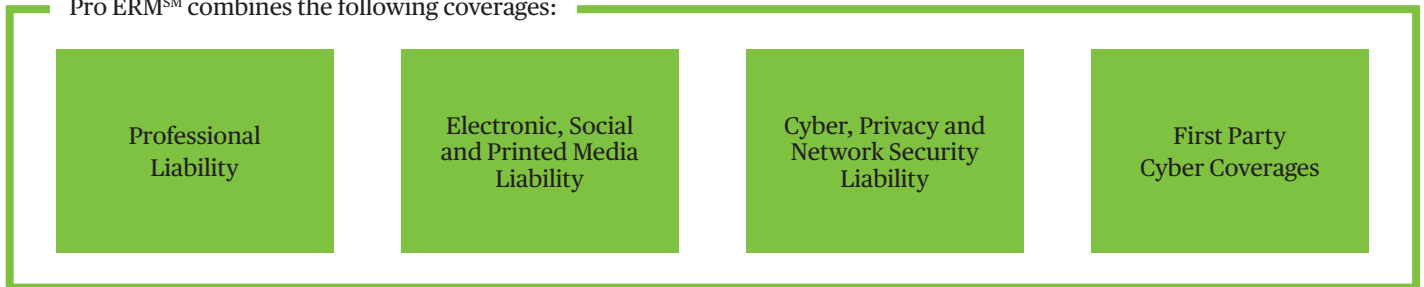 Pro ERM℠ combines the following coverages:
Professional
Liability
Electronic, Social
and Printed Media
Liability
Cyber, Privacy and
Network Security
Liability
First Party
Cyber Coverages